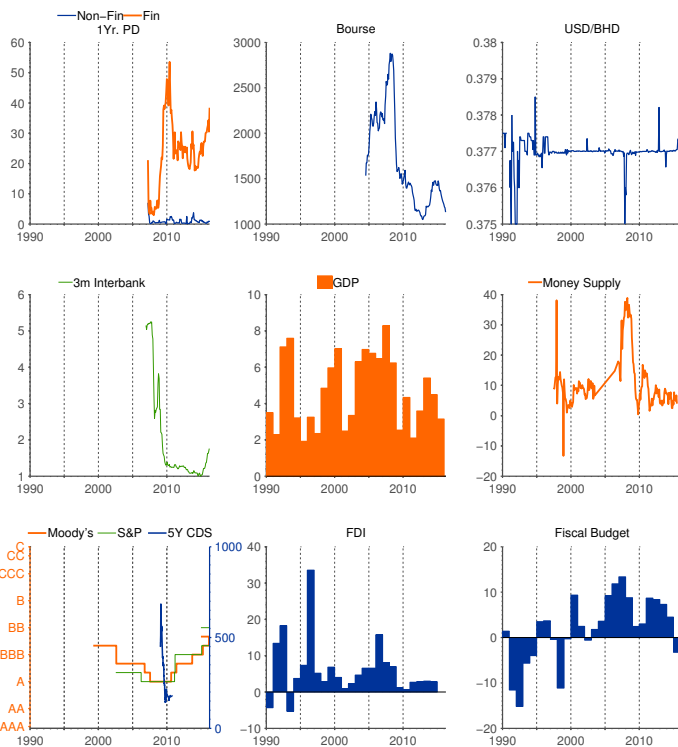 Non−Fin Fin
1Yr. PD
60
50
40
30
20
10
0
1990 2000 2010
Bourse
3000
2500
2000
1500
1000
1990 2000 2010
USD/BHD
0.38
0.379
0.378
0.377
0.376
0.375
1990 2000 2010
3m Interbank
6
5
4
3
2
1
1990 2000 2010
GDP
10
8
6
4
2
0
1990 2000 2010
Money Supply
40
30
20
10
0
−10
−20
1990 2000 2010
Moody's S&P 5Y CDS
C
CC
CCC
B
BB
BBB
A
AA
AAA
1000
500
0
1990 2000 2010
FDI
40
30
20
10
0
−10
1990 2000 2010
Fiscal Budget
20
10
0
−10
−20
1990 2000 2010